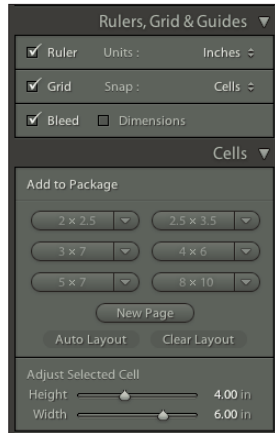 Rulers, Grid & Guides
Ruler Units : Inches
Grid Snap : Cells
Bleed Dimensions
Cells
Add to Package
2 × 2.5 2.5 × 3.5
3 × 7 4 × 6
5 × 7 8 × 10
New Page
Auto Layout Clear Layout
Adjust Selected Cell
Height 4.00 in
Width 6.00 in